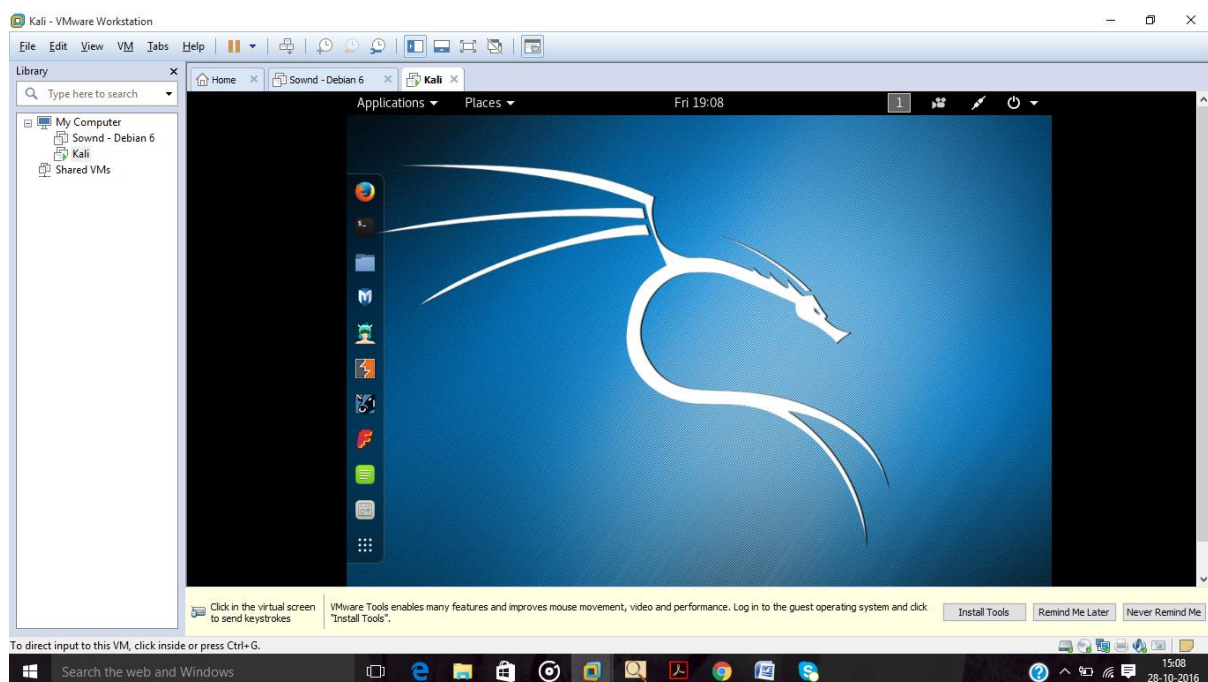 Kali - VMware Workstation
File Edit View VM Tabs Help
Library
Type here to search
My Computer
Sownd - Debian 6
Kali
Shared VMs
Home
Sownd - Debian 6
Kali
Applications Places Fri 19:08 1
Click in the virtual screen
to send keystrokes
VMware Tools enables many features and improves mouse movement, video and performance. Log in to the guest operating system and click
"Install Tools".
Install Tools Remind Me Later Never Remind Me
To direct input to this VM, click inside or press Ctrl+G.
Search the web and Windows
15:08
28-10-2016